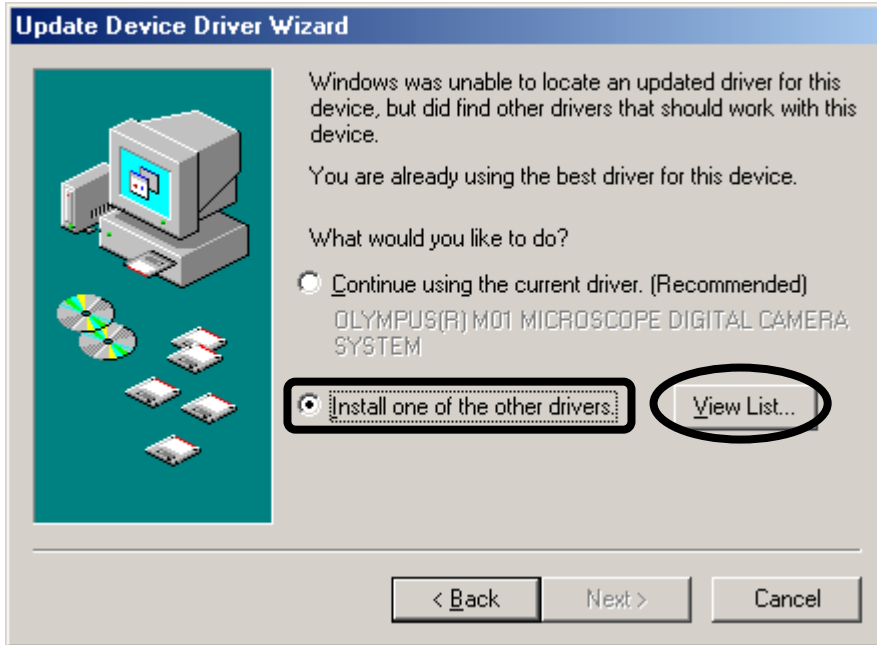 Update Device Driver Wizard
Windows was unable to locate an updated driver for this
device, but did find other drivers that should work with this
device.
You are already using the best driver for this device.
What would you like to do?
Continue using the current driver. (Recommended)
OLYMPUS(R) M01 MICROSCOPE DIGITAL CAMERA
SYSTEM
Install one of the other drivers.
View List...
< Back
Next >
Cancel